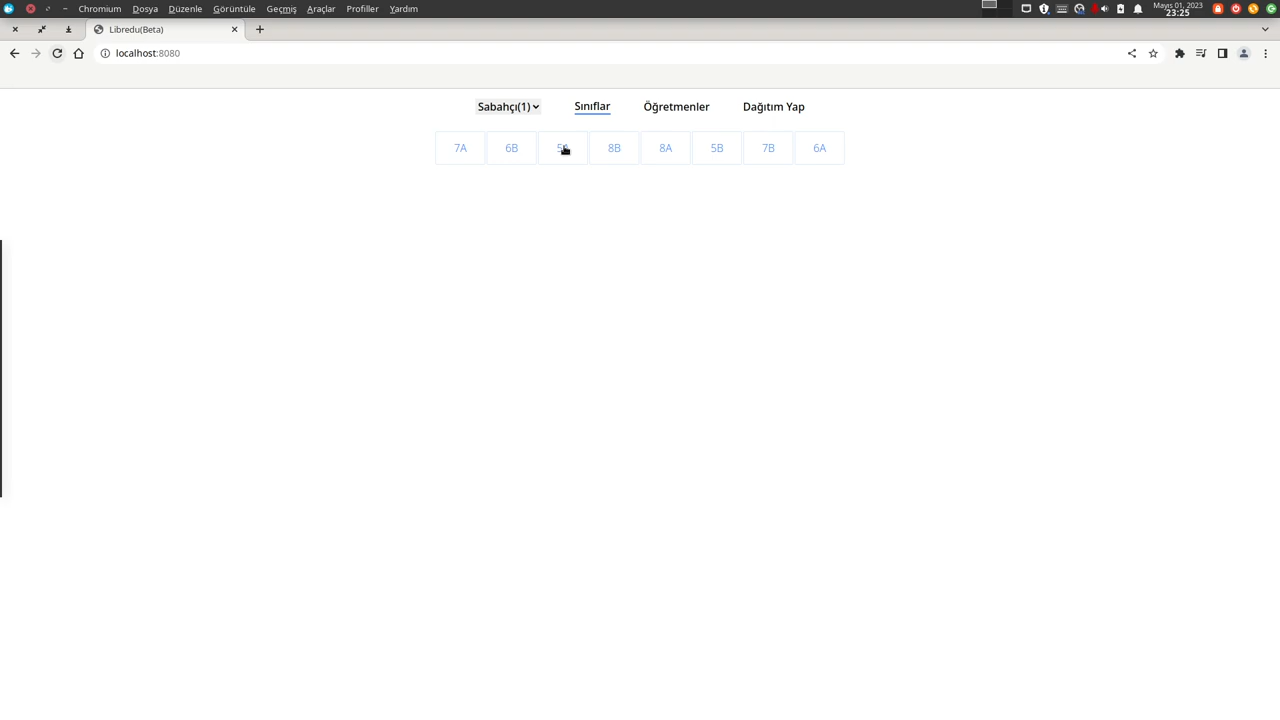 Chromium Dosya Düzenle Görüntüle Geçmiş Araçlar Profiller Yardım
Mayıs 01, 2023
23:25
Libredu(Beta)
localhost:8080
Sabahçı(1) Sınıflar Öğretmenler Dağıtım Yap
7A 6B 8B 8A 5B 7B 6A